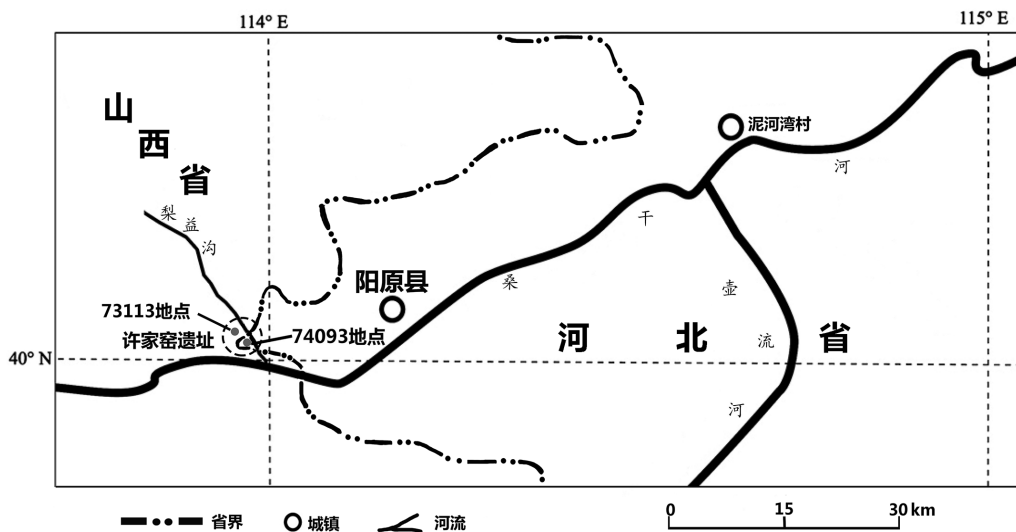 114° E
115° E
山西省
泥河湾村
梨益沟
河
干
桑
阳原县
壶
流
河
73113地点
74093地点
许家窑遗址
河北省
40° N
省界
城镇
河流
0 15 30 km